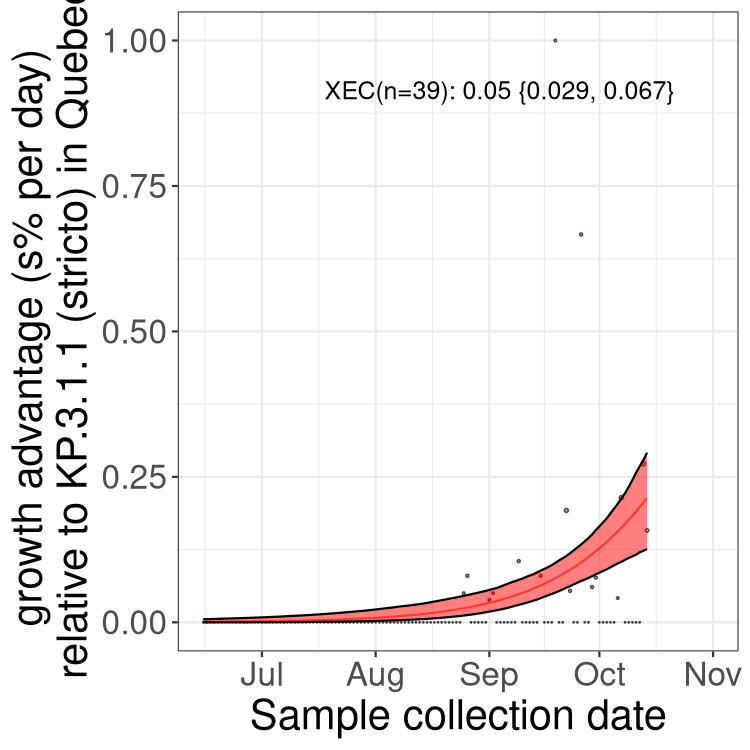 growth advantage (s% per day)
relative to KP.3.1.1 (stricto) in Quebec
1.00
0.75
0.50
0.25
0.00
XEC(n=39): 0.05 {0.029, 0.067}
Jul Aug Sep Oct Nov
Sample collection date